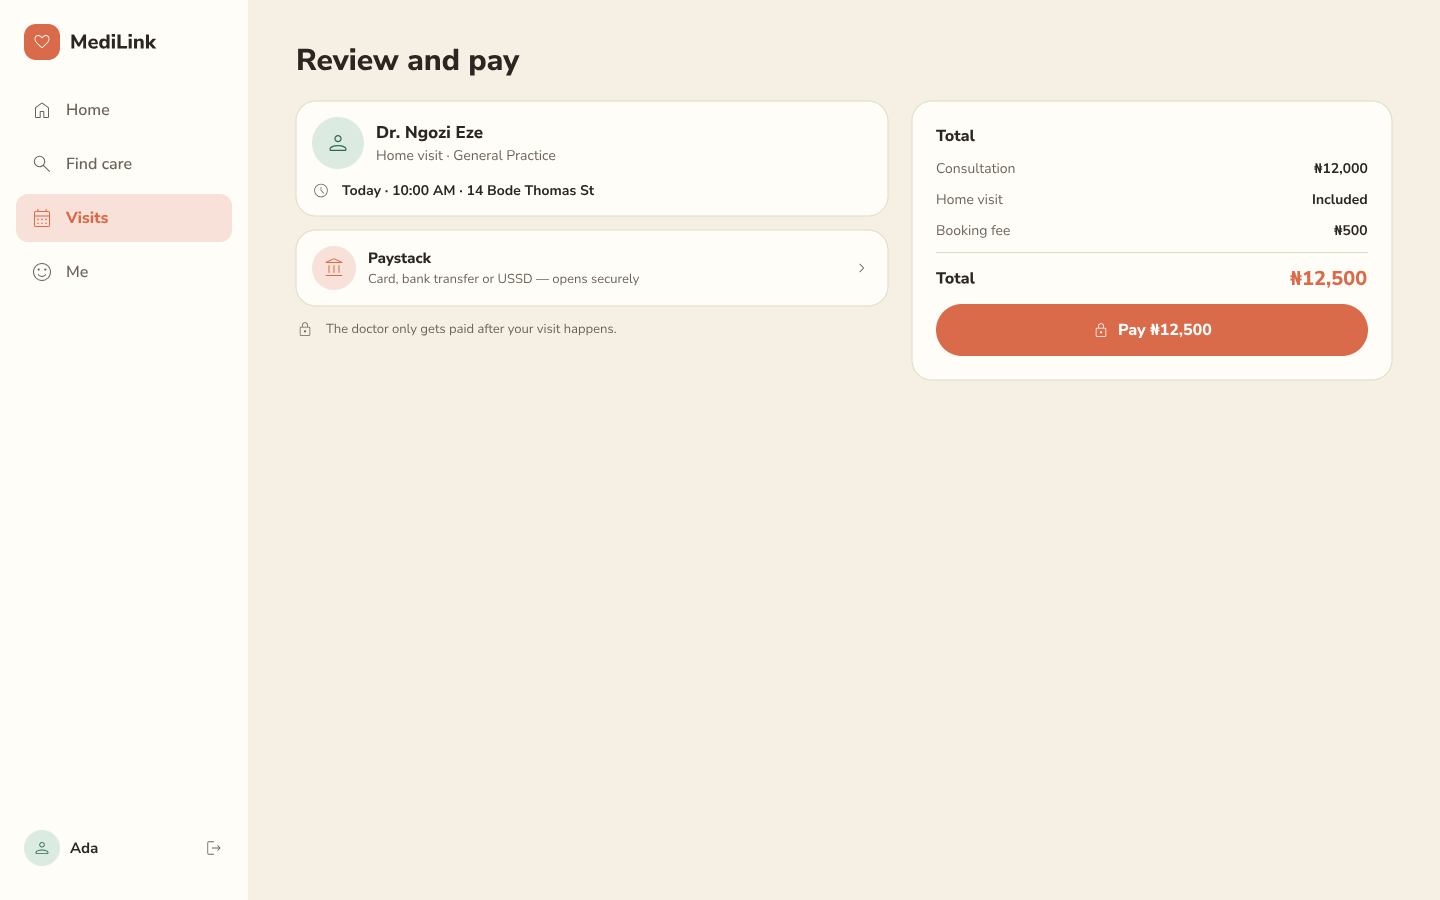 MediLink
Home
Find care
Visits
Me
Ada
Review and pay
Dr. Ngozi Eze
Home visit · General Practice
Today · 10:00 AM · 14 Bode Thomas St
Paystack
Card, bank transfer or USSD — opens securely
The doctor only gets paid after your visit happens.
Total
Consultation ₦12,000
Home visit Included
Booking fee ₦500
Total ₦12,500
Pay ₦12,500